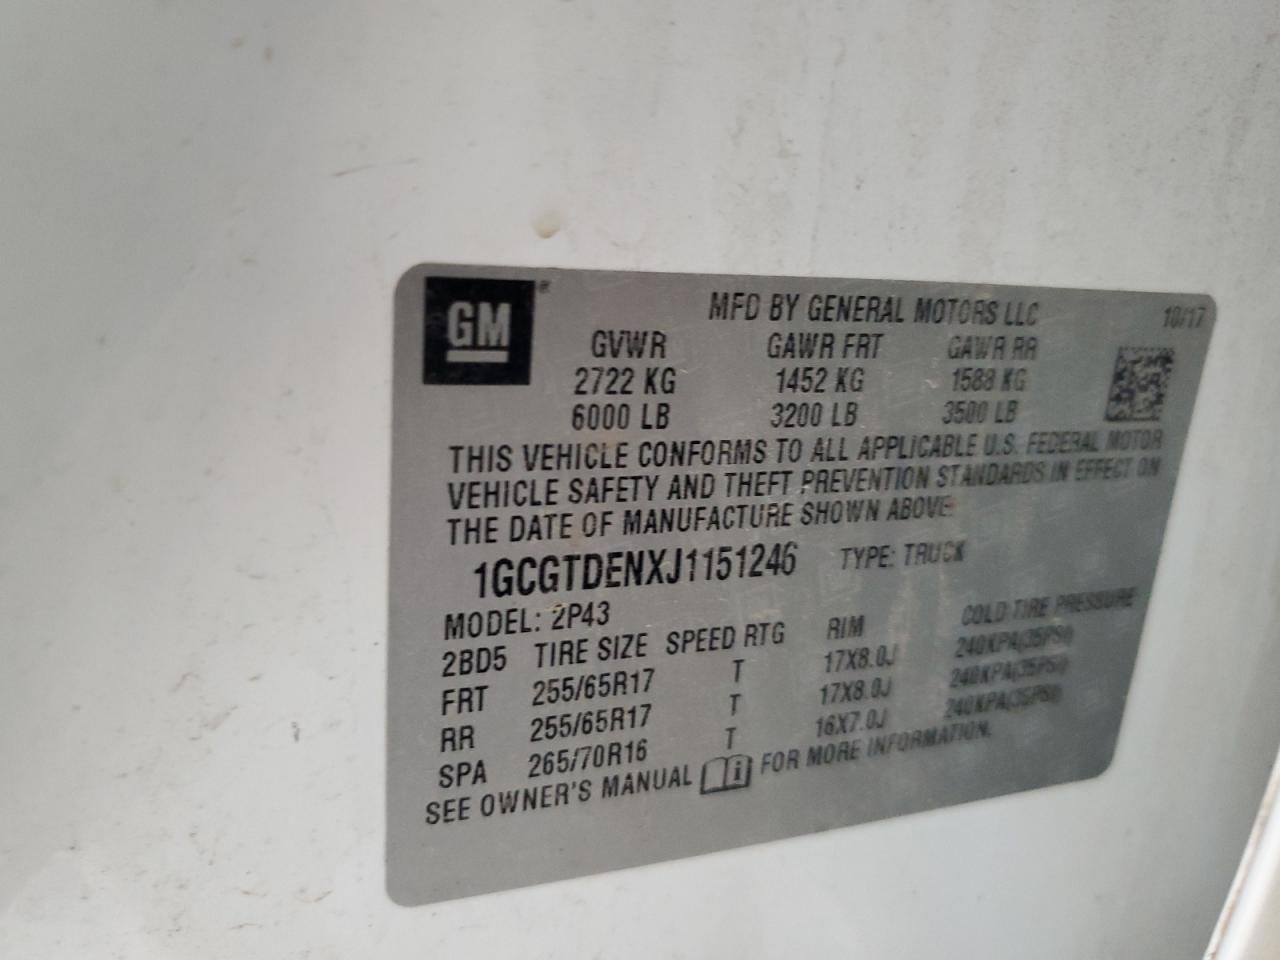 GM®
MFD BY GENERAL MOTORS LLC 10/17
GVWR GAWR FRT GAWR RR
2722 KG 1452 KG 1588 KG
6000 LB 3200 LB 3500 LB
THIS VEHICLE CONFORMS TO ALL APPLICABLE U.S. FEDERAL MOTOR
VEHICLE SAFETY AND THEFT PREVENTION STANDARDS IN EFFECT ON
THE DATE OF MANUFACTURE SHOWN ABOVE.
1GCGTDENXJ1151246 TYPE: TRUCK
MODEL: 2P43
2BD5 TIRE SIZE SPEED RTG RIM COLD TIRE PRESSURE
FRT 255/65R17 T 17X8.0J 240KPA(35PSI)
RR 255/65R17 T 17X8.0J 240KPA(35PSI)
SPA 265/70R16 T 16X7.0J 240KPA(35PSI)
SEE OWNER'S MANUAL FOR MORE INFORMATION.